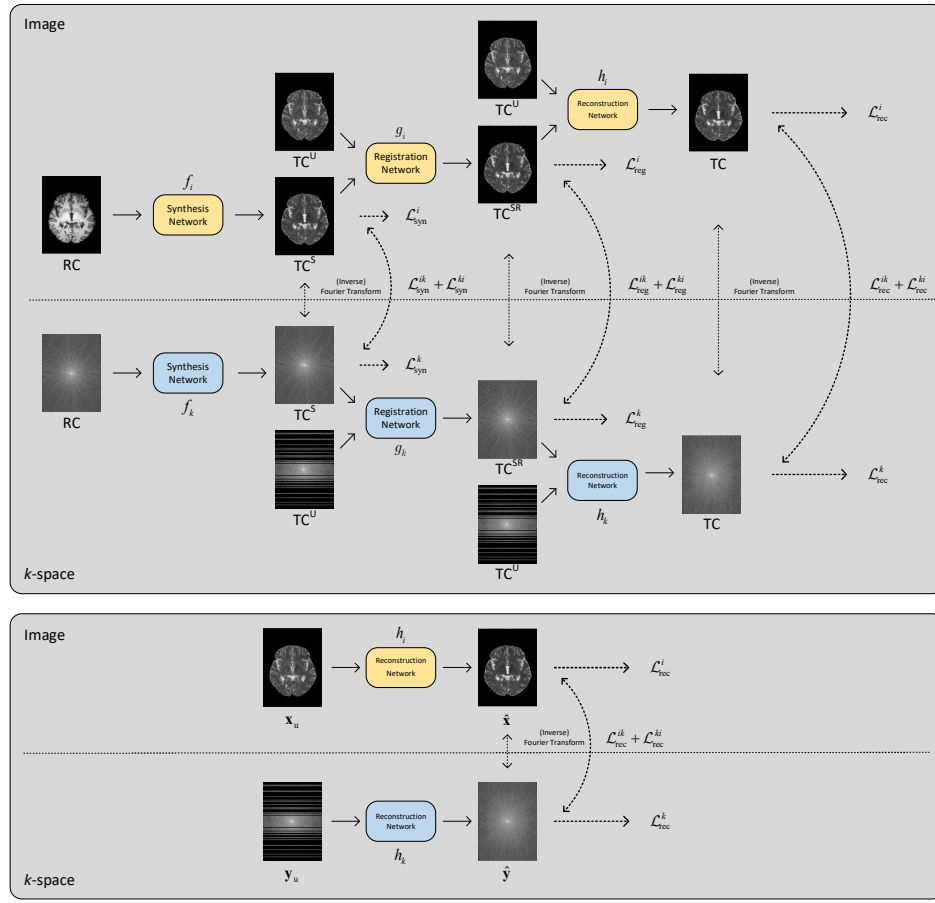 Image
TC^U
h_i
Reconstruction
Network
TC
ℒ^i_rec
TC^U
g_i
Registration
Network
TC^SR
ℒ^i_reg
RC
f_i
Synthesis
Network
TC^S
ℒ^i_syn
(Inverse)
Fourier Transform
ℒ^ik_syn + ℒ^ki_syn
(Inverse)
Fourier Transform
ℒ^ik_reg + ℒ^ki_reg
(Inverse)
Fourier Transform
ℒ^ik_rec + ℒ^ki_rec
RC
Synthesis
Network
f_k
TC^S
ℒ^k_syn
Registration
Network
g_k
TC^U
TC^SR
ℒ^k_reg
Reconstruction
Network
h_k
TC^U
TC
ℒ^k_rec
k-space
Image
x_u
h_i
Reconstruction
Network
x̂
ℒ^i_rec
(Inverse)
Fourier Transform
ℒ^ik_rec + ℒ^ki_rec
y_u
Reconstruction
Network
h_k
ŷ
ℒ^k_rec
k-space